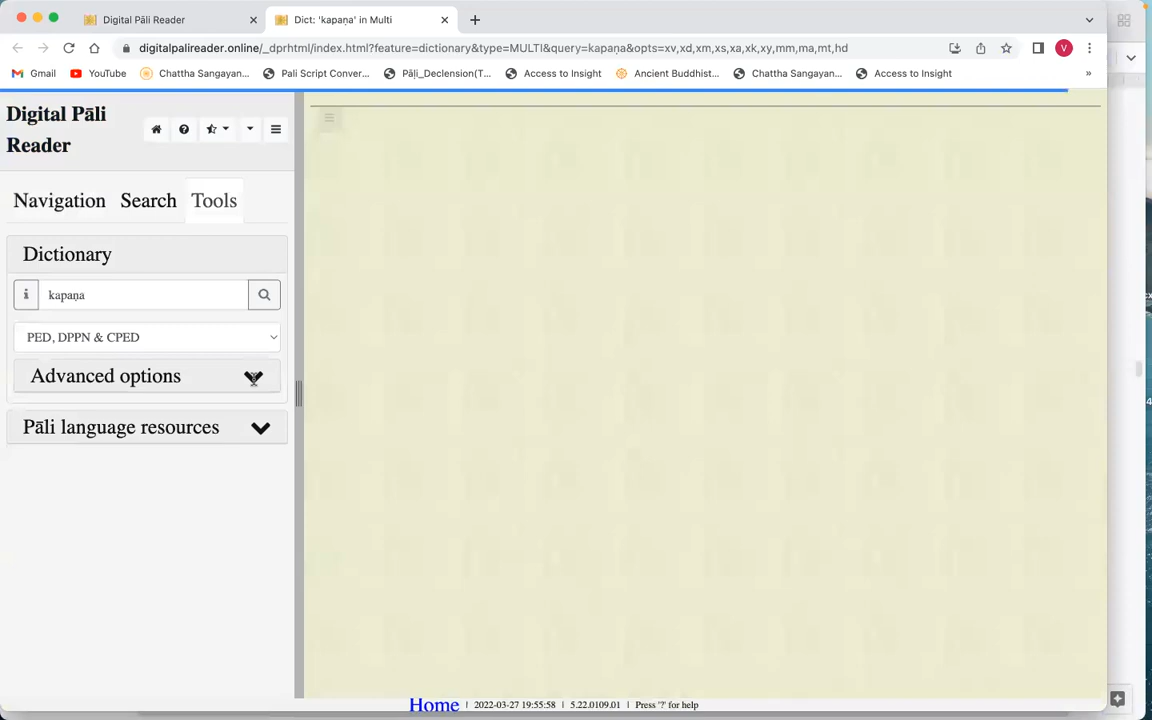 Digital Pāli Reader
Dict: 'kapaṇa' in Multi
digitalpalireader.online/_dprhtml/index.html?feature=dictionary&type=MULTI&query=kapaṇa&opts=xv,xd,xm,xs,xa,xk,xy,mm,ma,mt,hd
V
Gmail
YouTube
Chattha Sangayan...
Pali Script Conver...
Pāḷi_Declension(T...
Access to Insight
Ancient Buddhist...
Chattha Sangayan...
Access to Insight
»
Digital Pāli
Reader
Navigation Search Tools
Dictionary
kapaṇa
PED, DPPN & CPED
Advanced options
Pāli language resources
Home | 2022-03-27 19:55:58 | 5.22.0109.01 | Press '?' for help